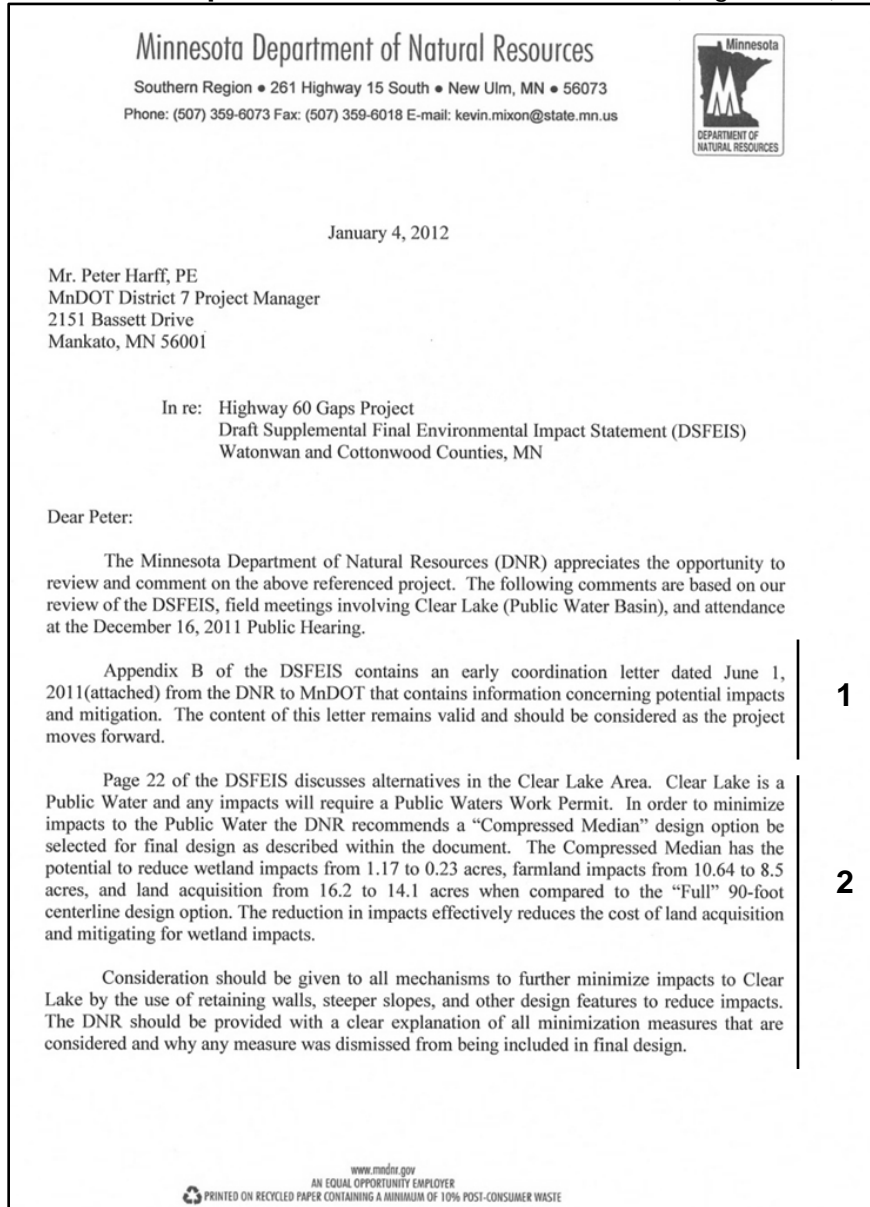 Minnesota Department of Natural Resources
Southern Region • 261 Highway 15 South • New Ulm, MN • 56073
Phone: (507) 359-6073 Fax: (507) 359-6018 E-mail: kevin.mixon@state.mn.us
Minnesota
DEPARTMENT OF
NATURAL RESOURCES
January 4, 2012
Mr. Peter Harff, PE
MnDOT District 7 Project Manager
2151 Bassett Drive
Mankato, MN 56001
In re: Highway 60 Gaps Project
Draft Supplemental Final Environmental Impact Statement (DSFEIS)
Watonwan and Cottonwood Counties, MN
Dear Peter:
The Minnesota Department of Natural Resources (DNR) appreciates the opportunity to
review and comment on the above referenced project. The following comments are based on our
review of the DSFEIS, field meetings involving Clear Lake (Public Water Basin), and attendance
at the December 16, 2011 Public Hearing.
Appendix B of the DSFEIS contains an early coordination letter dated June 1,
2011(attached) from the DNR to MnDOT that contains information concerning potential impacts
and mitigation. The content of this letter remains valid and should be considered as the project
moves forward.
1
Page 22 of the DSFEIS discusses alternatives in the Clear Lake Area. Clear Lake is a
Public Water and any impacts will require a Public Waters Work Permit. In order to minimize
impacts to the Public Water the DNR recommends a “Compressed Median” design option be
selected for final design as described within the document. The Compressed Median has the
potential to reduce wetland impacts from 1.17 to 0.23 acres, farmland impacts from 10.64 to 8.5
acres, and land acquisition from 16.2 to 14.1 acres when compared to the “Full” 90-foot
centerline design option. The reduction in impacts effectively reduces the cost of land acquisition
and mitigating for wetland impacts.
2
Consideration should be given to all mechanisms to further minimize impacts to Clear
Lake by the use of retaining walls, steeper slopes, and other design features to reduce impacts.
The DNR should be provided with a clear explanation of all minimization measures that are
considered and why any measure was dismissed from being included in final design.
www.mndnr.gov
AN EQUAL OPPORTUNITY EMPLOYER
PRINTED ON RECYCLED PAPER CONTAINING A MINIMUM OF 10% POST-CONSUMER WASTE